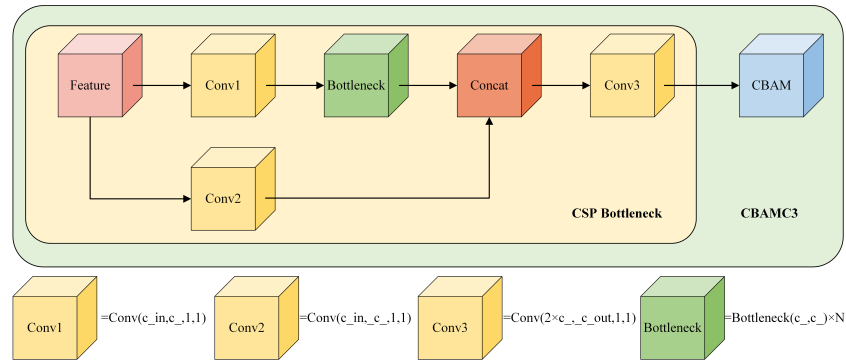 Feature
Conv1
Bottleneck
Concat
Conv3
CBAM
Conv2
CSP Bottleneck
CBAMC3
Conv1 =Conv(c_in,c_,1,1)
Conv2 =Conv(c_in,_c_,1,1)
Conv3 =Conv(2×c_,_c_out,1,1)
Bottleneck =Bottleneck(c_,c_)×N